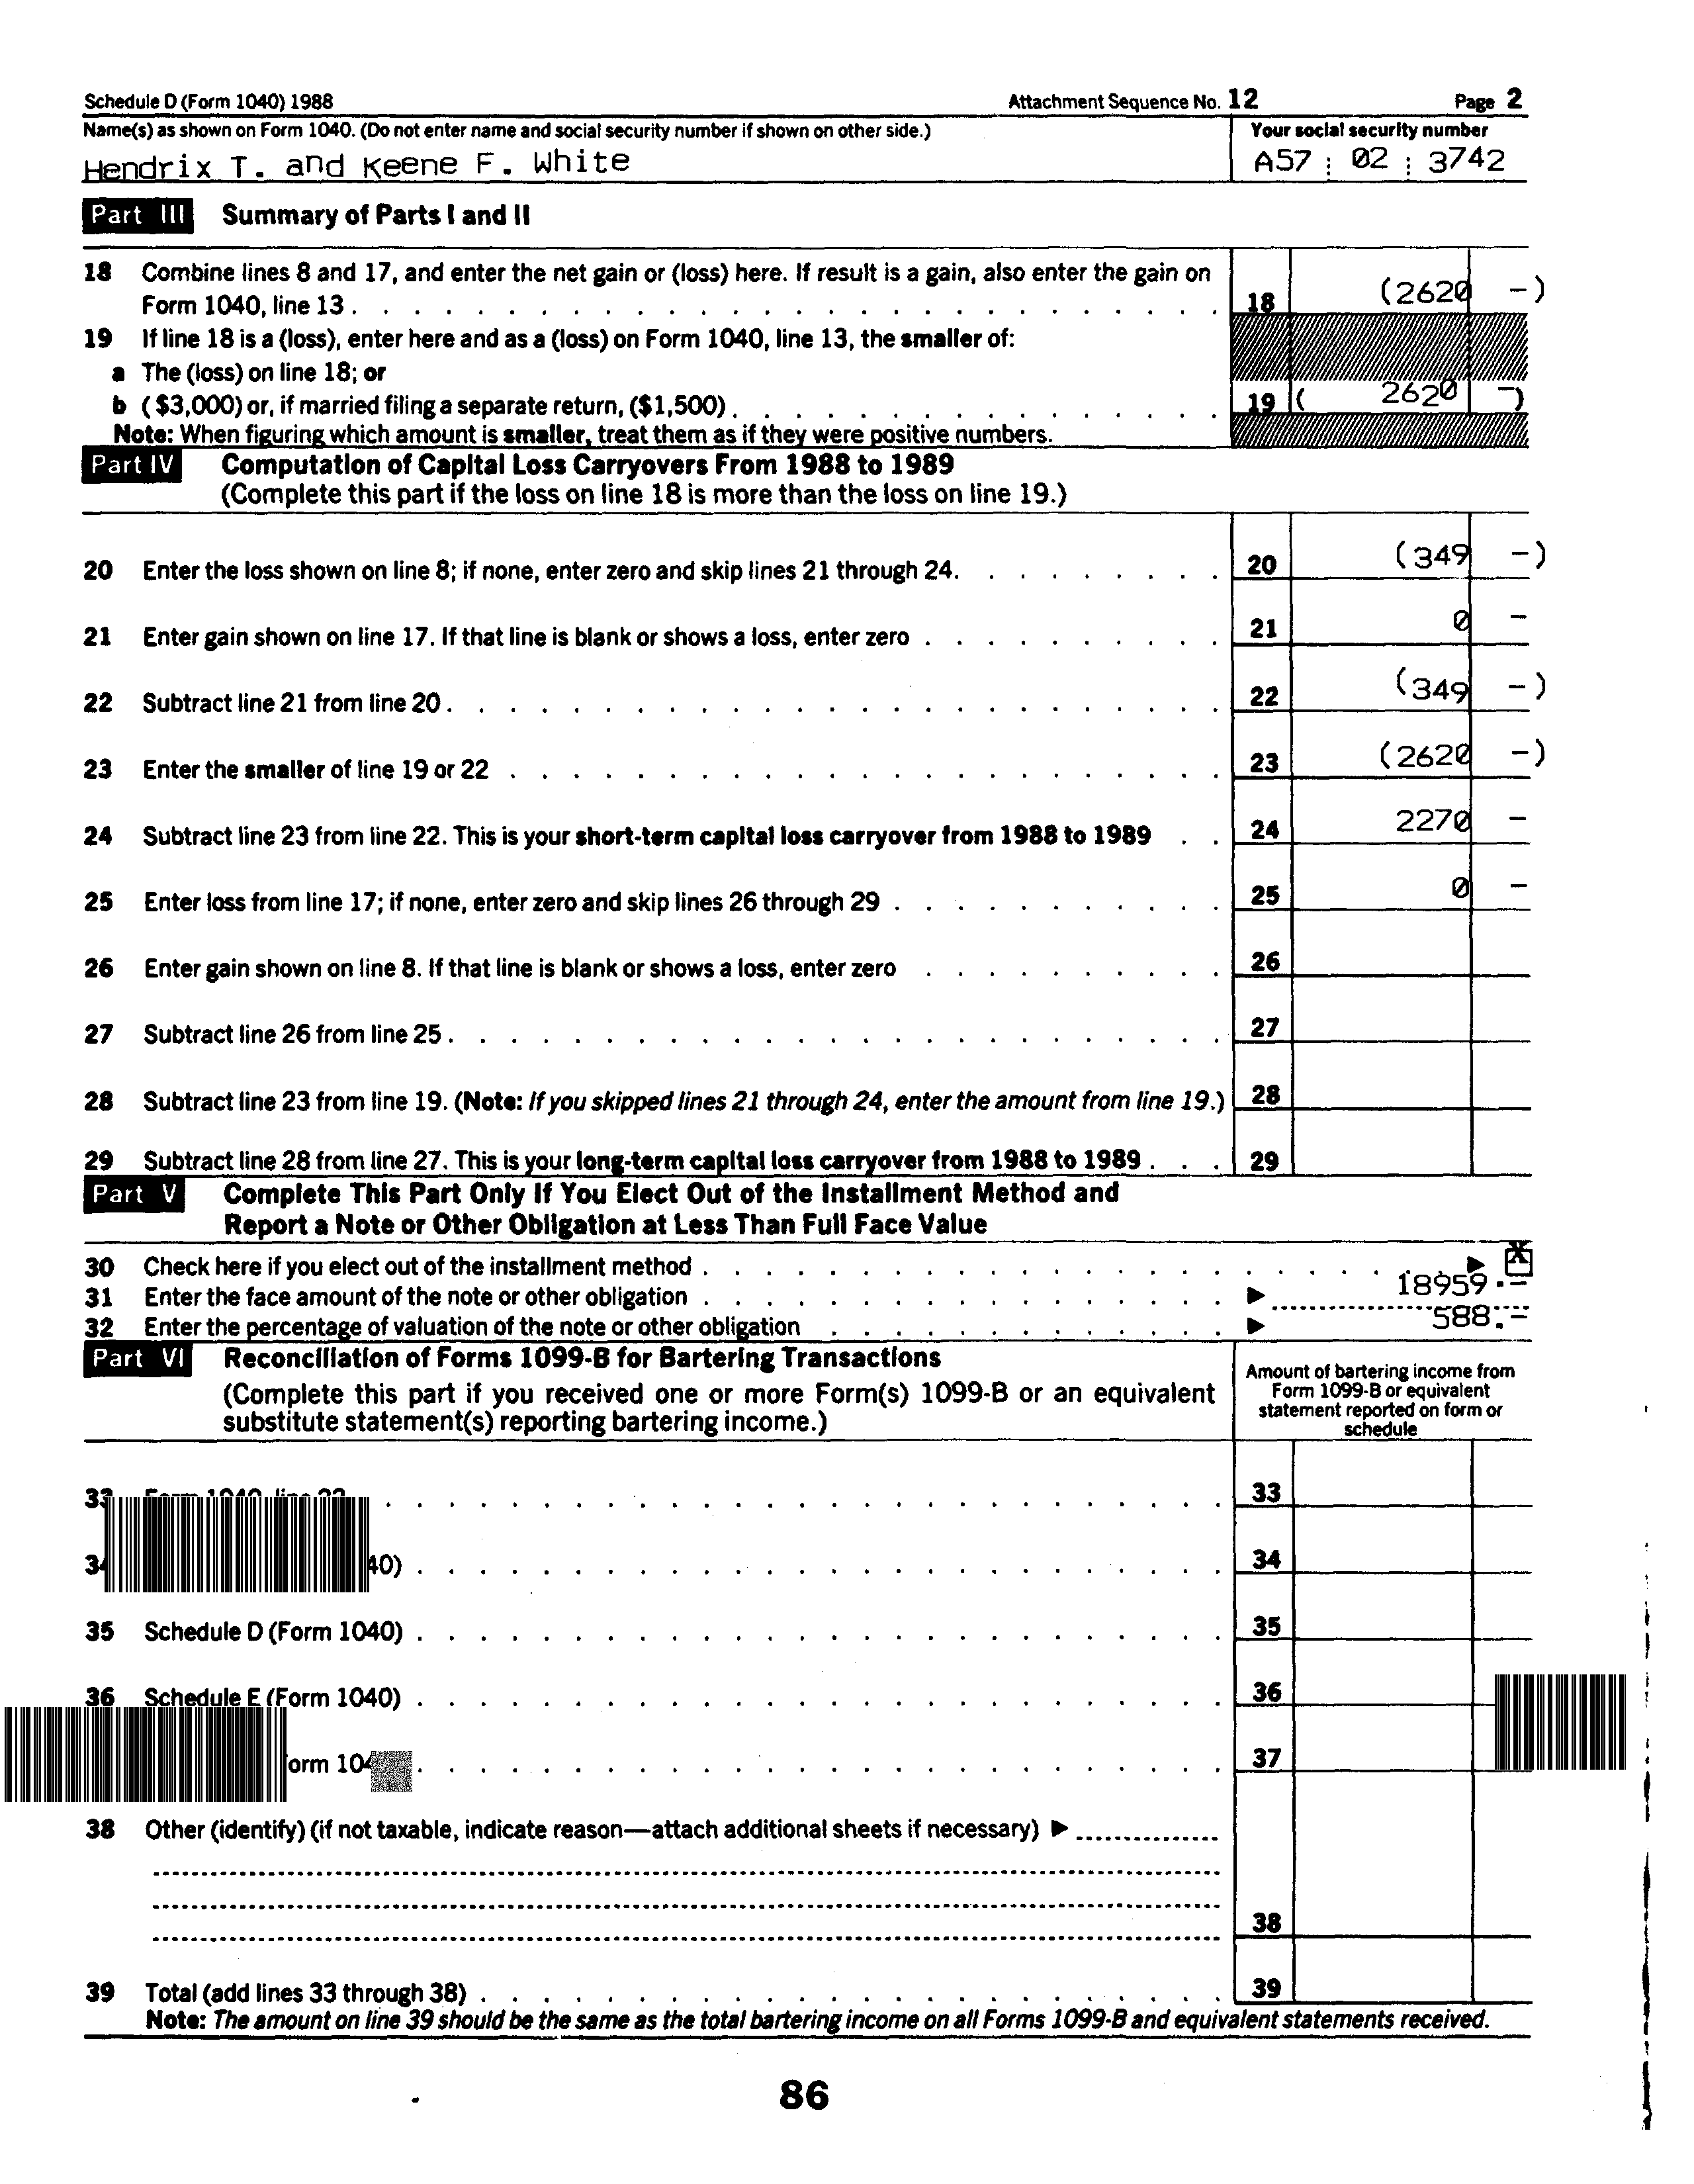 Schedule D (Form 1040) 1988 Attachment Sequence No. 12 Page 2
Name(s) as shown on Form 1040. (Do not enter name and social security number if shown on other side.) Your social security number
Hendrix T. and Keene F. White A57 : 02 : 3742
Part III Summary of Parts I and II
18 Combine lines 8 and 17, and enter the net gain or (loss) here. If result is a gain, also enter the gain on
Form 1040, line 13 . . . 18 (2620 -)
19 If line 18 is a (loss), enter here and as a (loss) on Form 1040, line 13, the smaller of:
a The (loss) on line 18; or
b ($3,000) or, if married filing a separate return, ($1,500) . . . 19 ( 2620 -)
Note: When figuring which amount is smaller, treat them as if they were positive numbers.
Part IV Computation of Capital Loss Carryovers From 1988 to 1989
(Complete this part if the loss on line 18 is more than the loss on line 19.)
20 Enter the loss shown on line 8; if none, enter zero and skip lines 21 through 24. . . . 20 (349 -)
21 Enter gain shown on line 17. If that line is blank or shows a loss, enter zero . . . 21 0 -
22 Subtract line 21 from line 20 . . . 22 (349 -)
23 Enter the smaller of line 19 or 22 . . . 23 (2620 -)
24 Subtract line 23 from line 22. This is your short-term capital loss carryover from 1988 to 1989 . . 24 2270 -
25 Enter loss from line 17; if none, enter zero and skip lines 26 through 29 . . . 25 0 -
26 Enter gain shown on line 8. If that line is blank or shows a loss, enter zero . . . 26
27 Subtract line 26 from line 25 . . . 27
28 Subtract line 23 from line 19. (Note: If you skipped lines 21 through 24, enter the amount from line 19.) 28
29 Subtract line 28 from line 27. This is your long-term capital loss carryover from 1988 to 1989 . . . 29
Part V Complete This Part Only If You Elect Out of the Installment Method and
Report a Note or Other Obligation at Less Than Full Face Value
30 Check here if you elect out of the installment method . . . ▶ X
31 Enter the face amount of the note or other obligation . . . ▶ 18959.-
32 Enter the percentage of valuation of the note or other obligation . . . ▶ 588.-
Part VI Reconciliation of Forms 1099-B for Bartering Transactions
(Complete this part if you received one or more Form(s) 1099-B or an equivalent
substitute statement(s) reporting bartering income.)
Amount of bartering income from
Form 1099-B or equivalent
statement reported on form or
schedule
33 Form 1040, line 22 . . . 33
40) . . . 34
35 Schedule D (Form 1040) . . . 35
36 Schedule E (Form 1040) . . . 36
orm 104 . . . 37
38 Other (identify) (if not taxable, indicate reason—attach additional sheets if necessary) ▶
38
39 Total (add lines 33 through 38) . . . 39
Note: The amount on line 39 should be the same as the total bartering income on all Forms 1099-B and equivalent statements received.
86